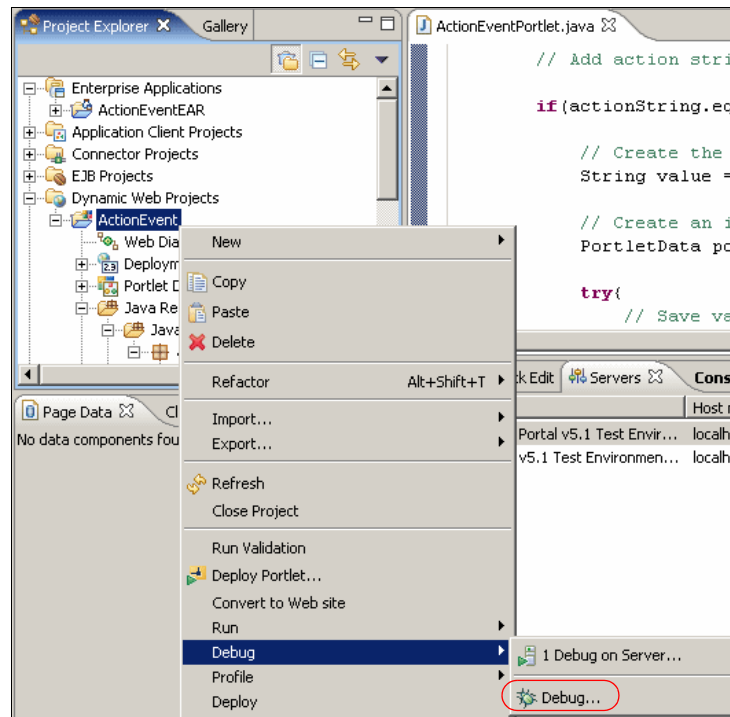 Project Explorer
Gallery
Enterprise Applications
ActionEventEAR
Application Client Projects
Connector Projects
EJB Projects
Dynamic Web Projects
ActionEvent
Web Dia
Deploym
2.3
Portlet D
Java Re
Java
ActionEventPortlet.java
// Add action stri
if(actionString.eq
// Create the
String value =
// Create an i
PortletData po
try{
// Save va
New
Copy
Paste
Delete
Refactor Alt+Shift+T
Import...
Export...
Refresh
Close Project
Run Validation
Deploy Portlet...
Convert to Web site
Run
Debug
Profile
Deploy
1 Debug on Server...
Debug...
Page Data
Cl
No data components fou
k Edit
Servers
Cons
Host
Portal v5.1 Test Envir... localh
v5.1 Test Environmen... localh